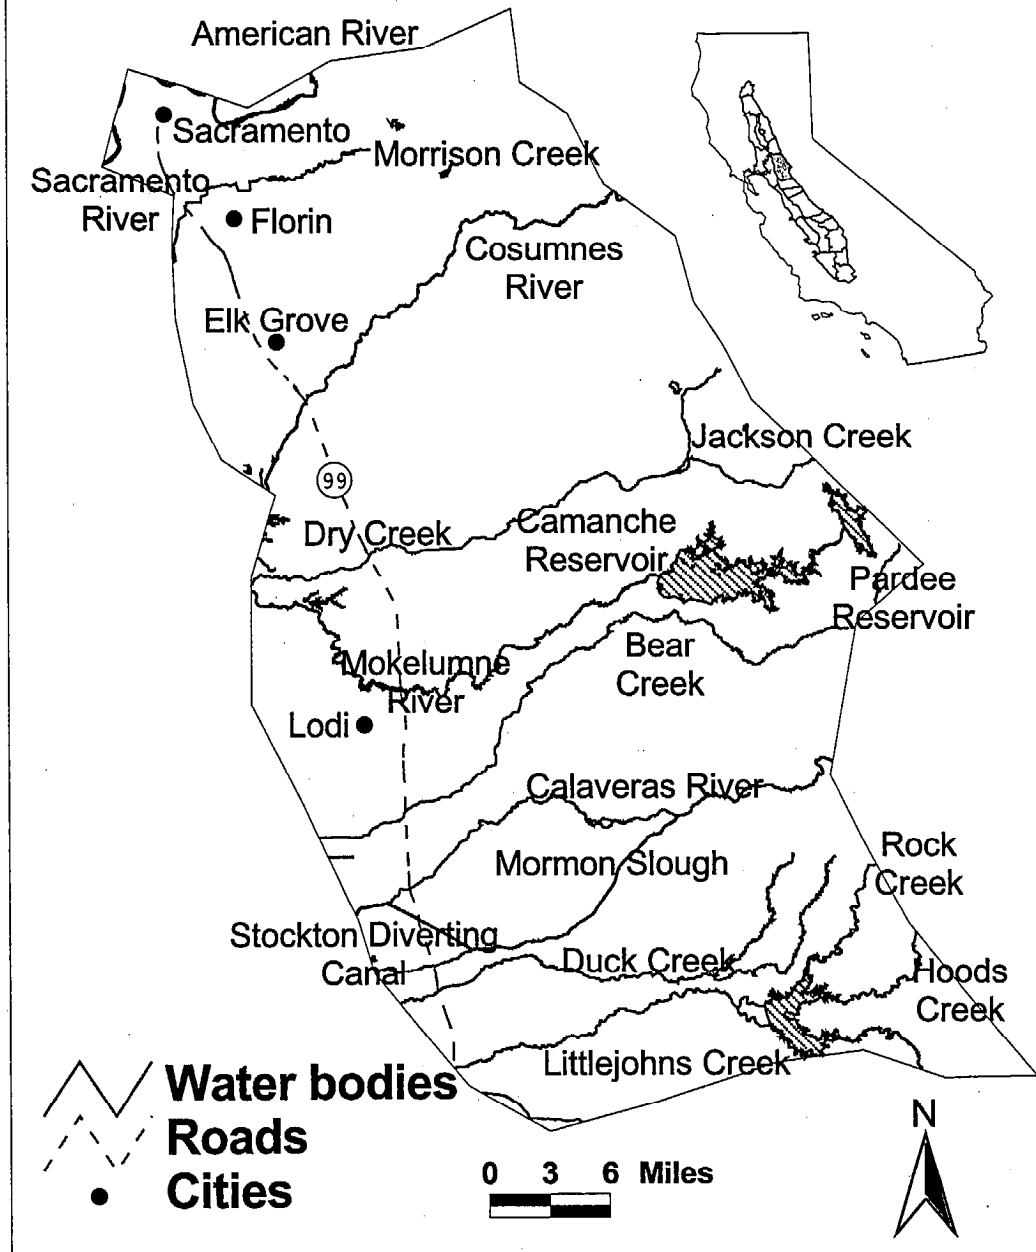 American River
Sacramento
Morrison Creek
Sacramento
River
Florin
Cosumnes
River
Elk Grove
Jackson Creek
99
Camanche
Reservoir
Dry Creek
Pardee
Reservoir
Bear
Creek
Mokelumne
River
Lodi
Calaveras River
Rock
Creek
Mormon Slough
Stockton Diverting
Canal
Duck Creek
Hoods
Creek
Littlejohns Creek
Water bodies
Roads
Cities
0 3 6 Miles
N